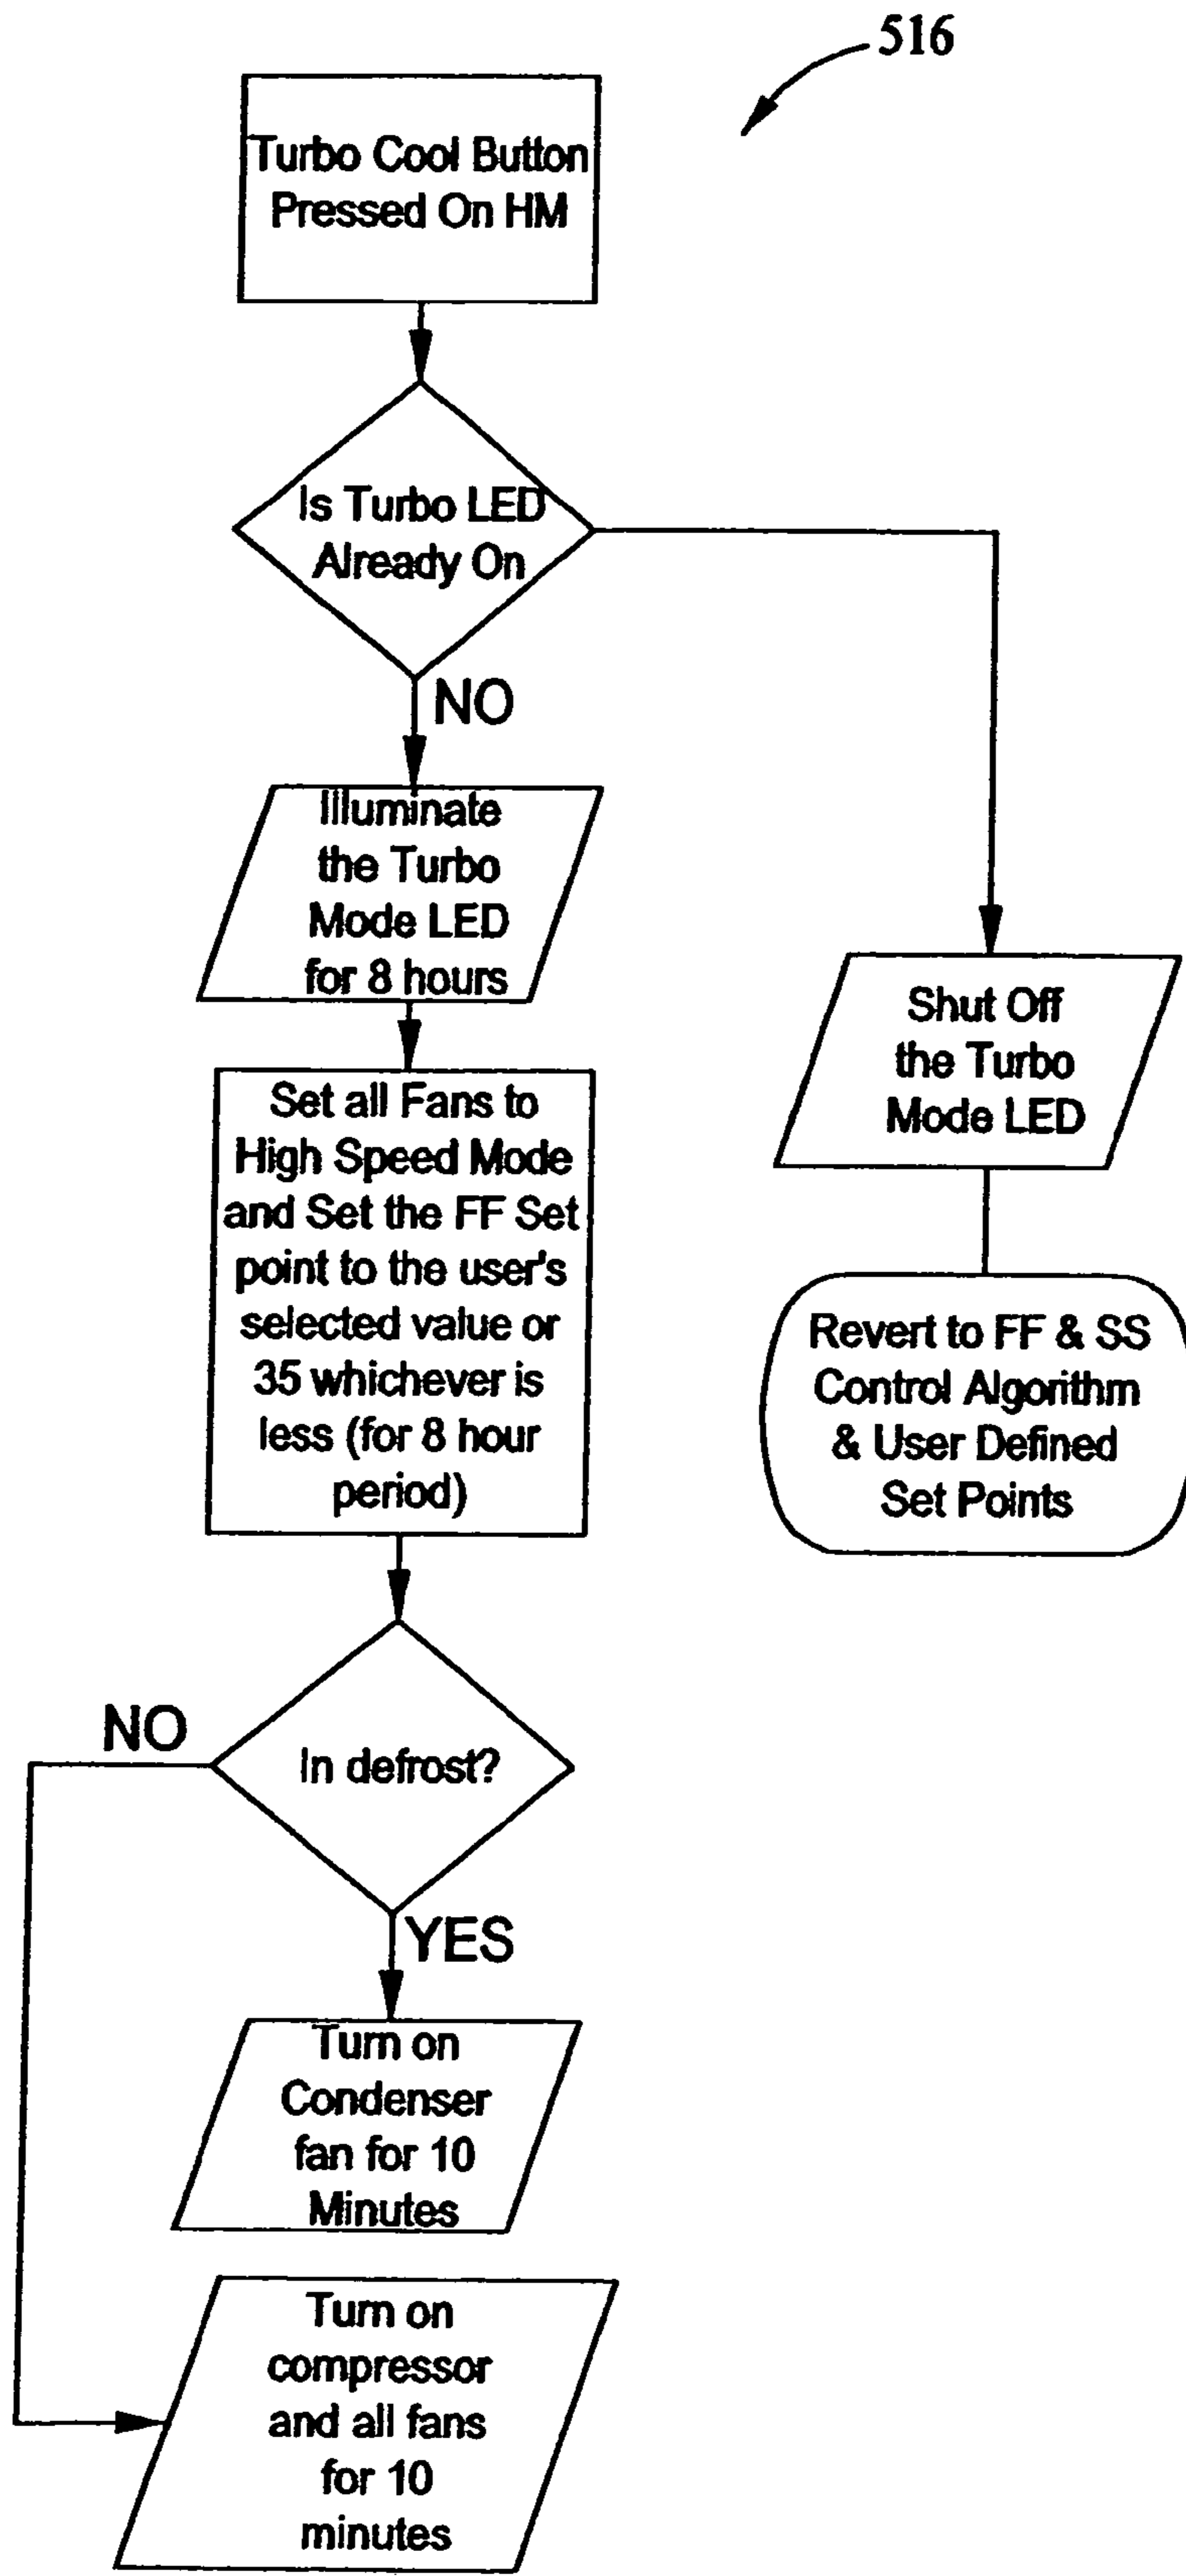 516
Turbo Cool Button
Pressed On HM
Is Turbo LED
Already On
NO
Illuminate
the Turbo
Mode LED
for 8 hours
Shut Off
the Turbo
Mode LED
Set all Fans to
High Speed Mode
and Set the FF Set
point to the user's
selected value or
35 whichever is
less (for 8 hour
period)
Revert to FF & SS
Control Algorithm
& User Defined
Set Points
NO
In defrost?
YES
Turn on
Condenser
fan for 10
Minutes
Turn on
compressor
and all fans
for 10
minutes